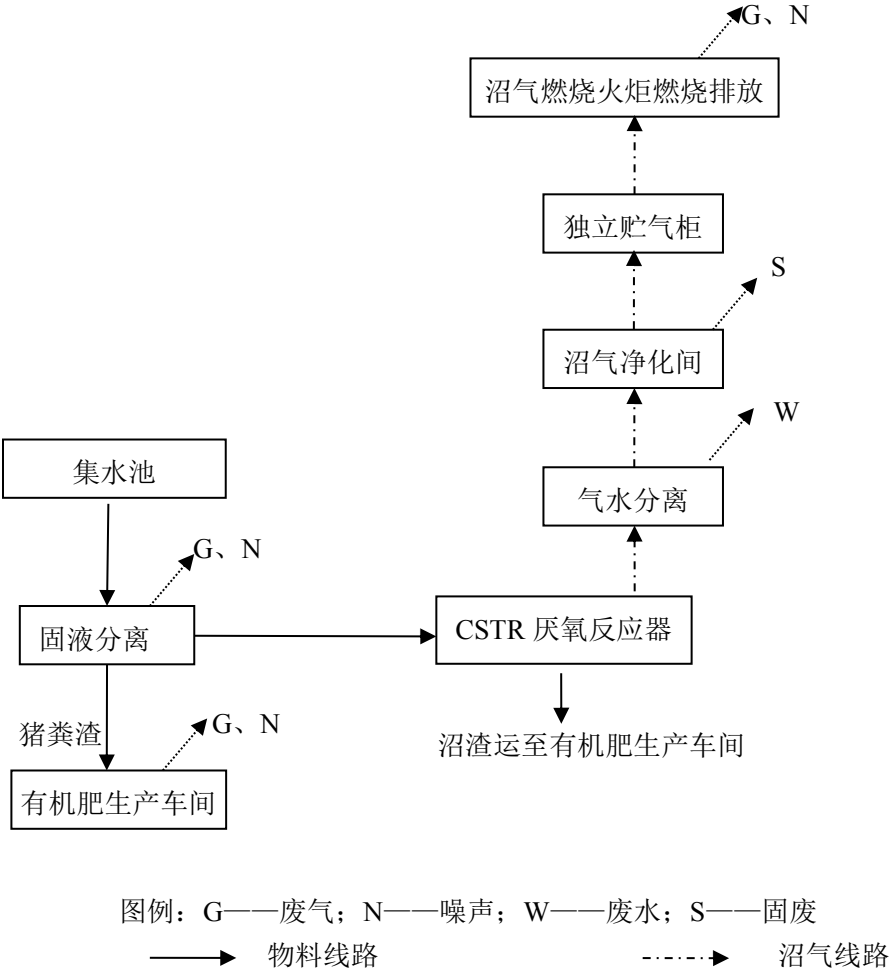 G、N
沼气燃烧火炬燃烧排放
独立贮气柜
S
沼气净化间
W
气水分离
集水池
G、N
固液分离
CSTR 厌氧反应器
猪粪渣
G、N
沼渣运至有机肥生产车间
有机肥生产车间
图例：G——废气；N——噪声；W——废水；S——固废
物料线路
沼气线路